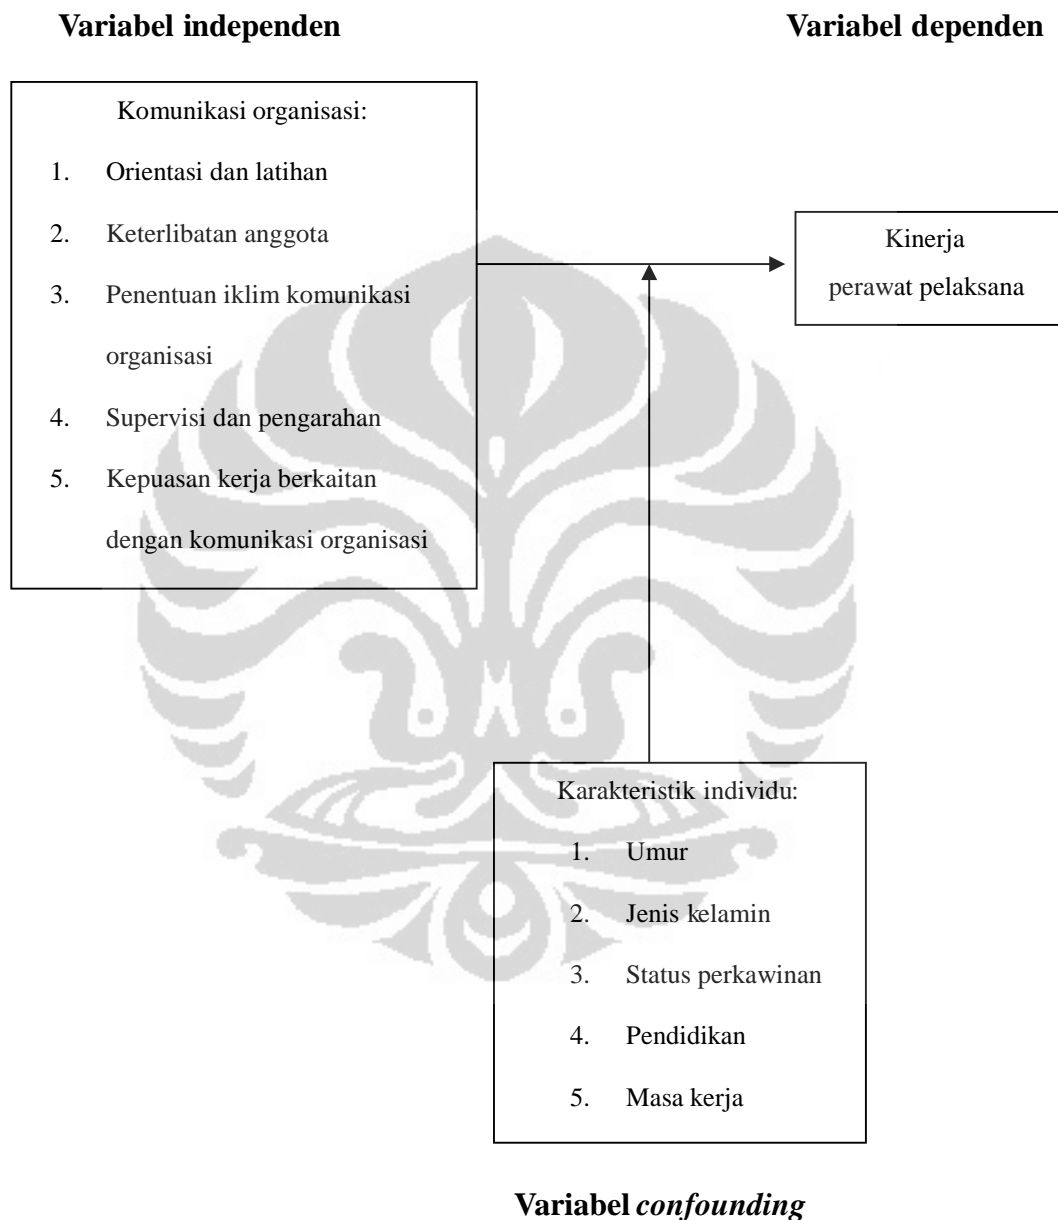 Variabel independen
Variabel dependen
Komunikasi organisasi:
1. Orientasi dan latihan
2. Keterlibatan anggota
3. Penentuan iklim komunikasi
organisasi
4. Supervisi dan pengarahan
5. Kepuasan kerja berkaitan
dengan komunikasi organisasi
Kinerja
perawat pelaksana
Karakteristik individu:
1. Umur
2. Jenis kelamin
3. Status perkawinan
4. Pendidikan
5. Masa kerja
Variabel confounding